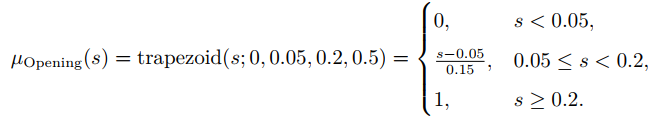 μ_Opening(s) = trapezoid(s; 0, 0.05, 0.2, 0.5) = { 0, s < 0.05,
(s−0.05)/0.15, 0.05 ≤ s < 0.2,
1, s ≥ 0.2.